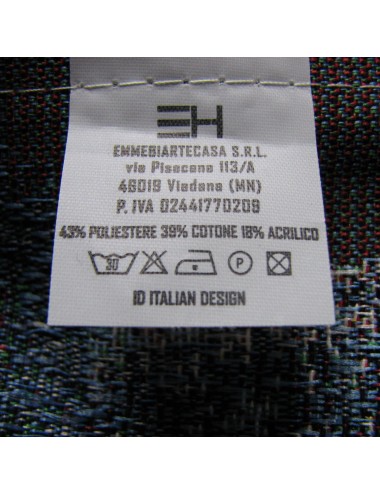 EH
EMMEBIARTECASA S.R.L.
via Pisacane 113/A
46019 Viadana (MN)
P. IVA 02441770209
43% POLIESTERE 39% COTONE 18% ACRILICO
30 P
ID ITALIAN DESIGN